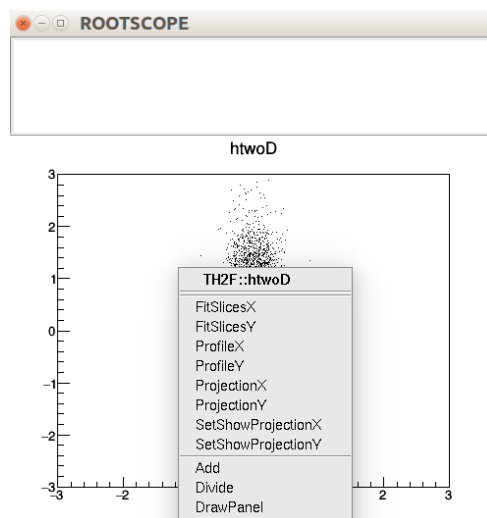 ROOTSCOPE
htwoD
3
2
1
0
−1
−2
−3
−3
−2
2
3
TH2F::htwoD
FitSlicesX
FitSlicesY
ProfileX
ProfileY
ProjectionX
ProjectionY
SetShowProjectionX
SetShowProjectionY
Add
Divide
DrawPanel